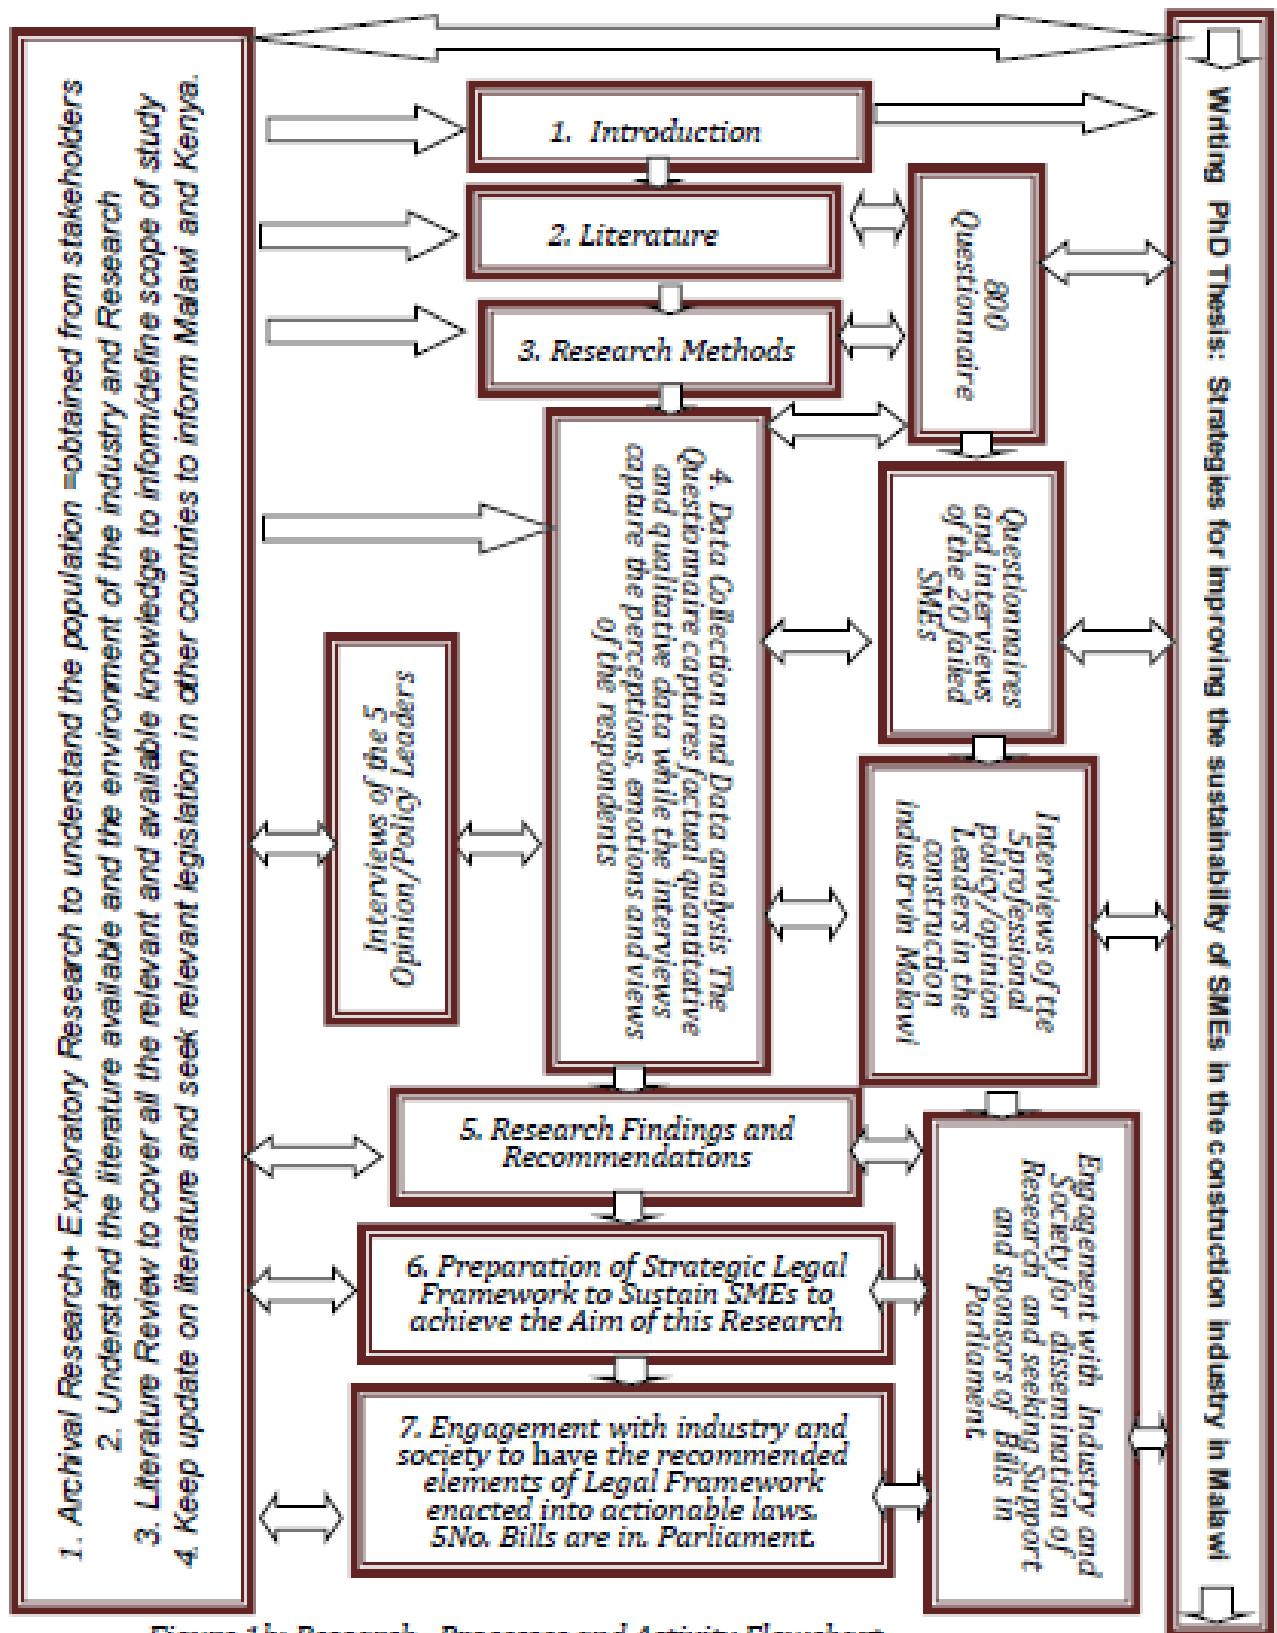 1. Archival Research+ Exploratory Research to understand the population =obtained from stakeholders
2. Understand the literature available and the environment of the industry and Research
3. Literature Review to cover all the relevant and available knowledge to inform/define scope of study
4. Keep update on literature and seek relevant legislation in other countries to inform Malawi and Kenya.
1. Introduction
2. Literature
3. Research Methods
4. Data Collection and Data analysis The
Questionnaire captures factual quantitative
and qualitative data while the interviews
capture the perceptions, emotions and views
of the respondents
Interviews of the 5
Opinion/Policy Leaders
5. Research Findings and
Recommendations
6. Preparation of Strategic Legal
Framework to Sustain SMEs to
achieve the Aim of this Research
7. Engagement with industry and
society to have the recommended
elements of Legal Framework
enacted into actionable laws.
5No. Bills are in. Parliament.
800
Questionnaire
Questionnaires
and interviews
of the 20 failed
SMEs
Interviews of tte
5professional
policy/opinion
Leaders in the
construction
industryin Malawi
Engagement with Industry and
Society for dissemination of
Research and seeking Support
and sponsors of Bills in
Parliament
Writing PhD Thesis: Strategies for improving the sustainability of SMEs in the construction industry in Malawi
Figure 1b: Research - Processes and Activity Flowchart